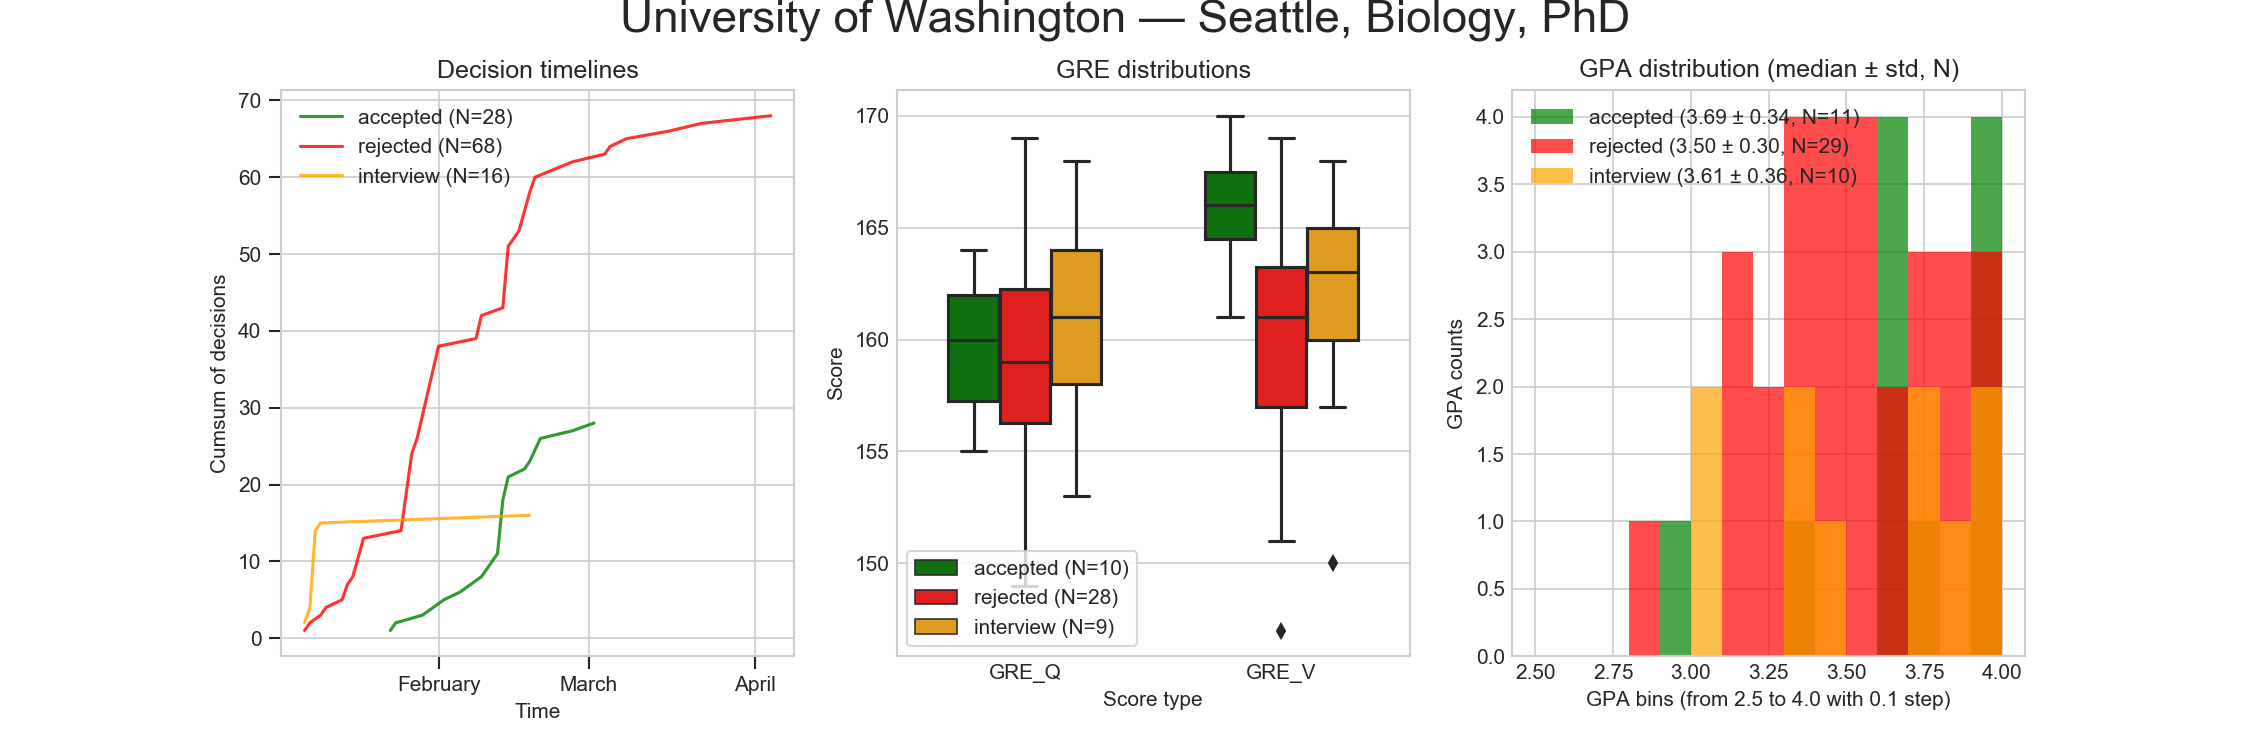 University of Washington — Seattle, Biology, PhD
Decision timelines
accepted (N=28)
rejected (N=68)
interview (N=16)
70
60
50
40
30
20
10
0
Cumsum of decisions
February
March
April
Time
GRE distributions
170
165
160
155
150
Score
accepted (N=10)
rejected (N=28)
interview (N=9)
GRE_Q
GRE_V
Score type
GPA distribution (median ± std, N)
accepted (3.69 ± 0.34, N=11)
rejected (3.50 ± 0.30, N=29)
interview (3.61 ± 0.36, N=10)
4.0
3.5
3.0
2.5
2.0
1.5
1.0
0.5
0.0
GPA counts
2.50
2.75
3.00
3.25
3.50
3.75
4.00
GPA bins (from 2.5 to 4.0 with 0.1 step)